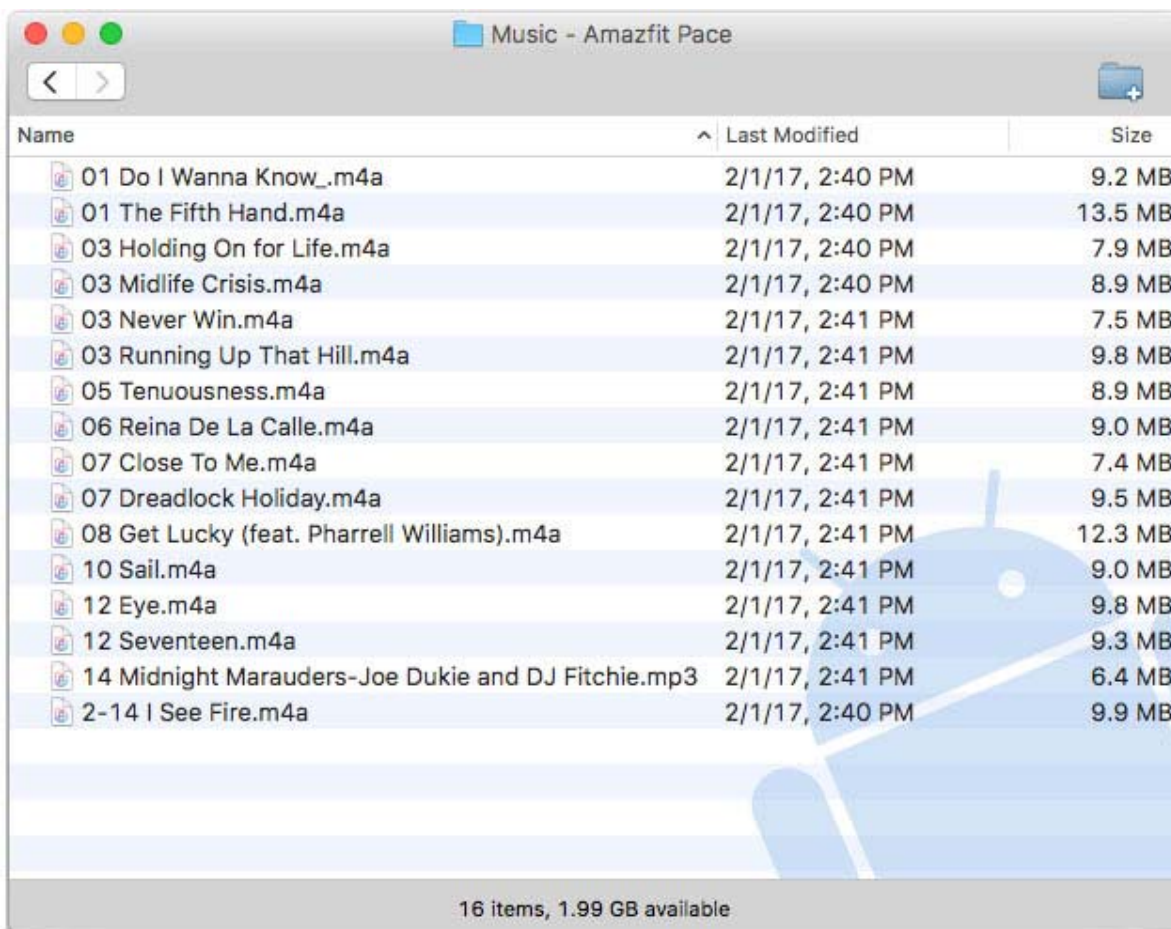 Music - Amazfit Pace
Name Last Modified Size
01 Do I Wanna Know_.m4a 2/1/17, 2:40 PM 9.2 MB
01 The Fifth Hand.m4a 2/1/17, 2:40 PM 13.5 MB
03 Holding On for Life.m4a 2/1/17, 2:40 PM 7.9 MB
03 Midlife Crisis.m4a 2/1/17, 2:40 PM 8.9 MB
03 Never Win.m4a 2/1/17, 2:41 PM 7.5 MB
03 Running Up That Hill.m4a 2/1/17, 2:41 PM 9.8 MB
05 Tenuousness.m4a 2/1/17, 2:41 PM 8.9 MB
06 Reina De La Calle.m4a 2/1/17, 2:41 PM 9.0 MB
07 Close To Me.m4a 2/1/17, 2:41 PM 7.4 MB
07 Dreadlock Holiday.m4a 2/1/17, 2:41 PM 9.5 MB
08 Get Lucky (feat. Pharrell Williams).m4a 2/1/17, 2:41 PM 12.3 MB
10 Sail.m4a 2/1/17, 2:41 PM 9.0 MB
12 Eye.m4a 2/1/17, 2:41 PM 9.8 MB
12 Seventeen.m4a 2/1/17, 2:41 PM 9.3 MB
14 Midnight Marauders-Joe Dukie and DJ Fitchie.mp3 2/1/17, 2:41 PM 6.4 MB
2-14 I See Fire.m4a 2/1/17, 2:40 PM 9.9 MB
16 items, 1.99 GB available